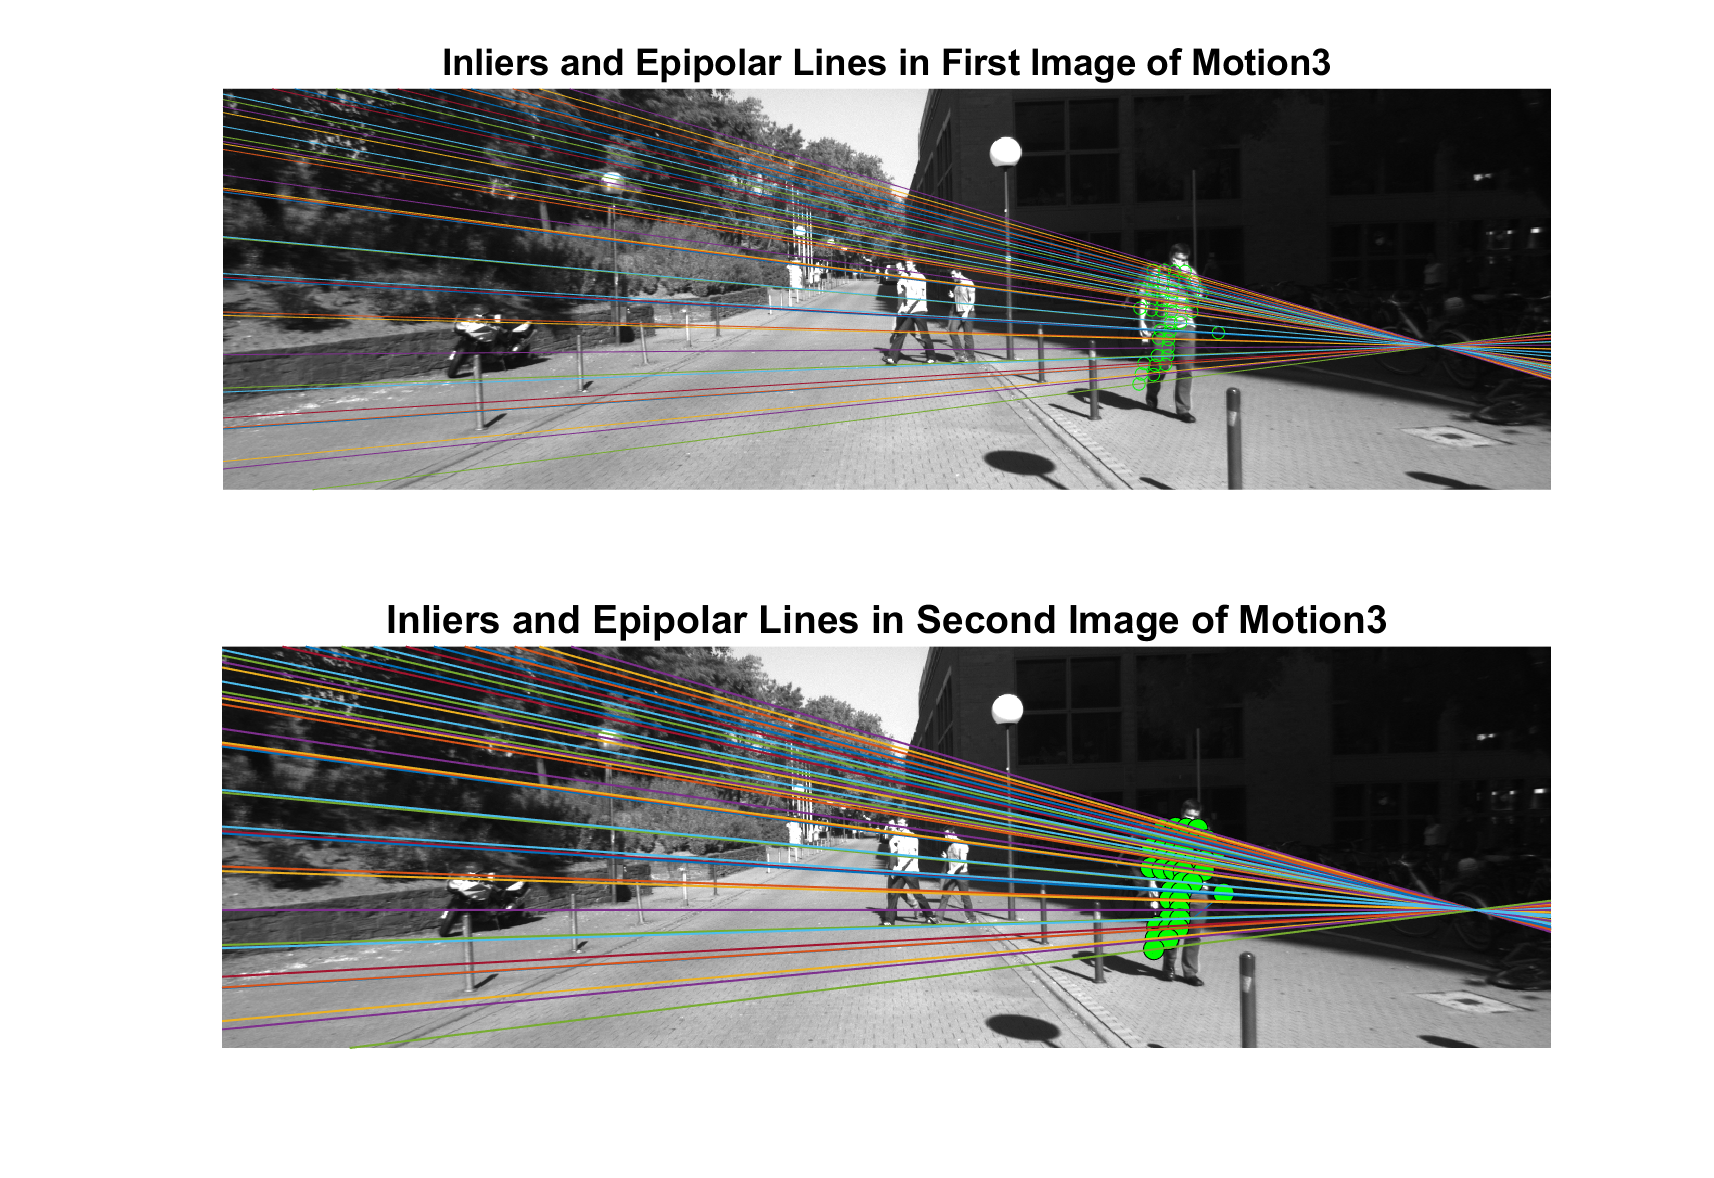 Inliers and Epipolar Lines in First Image of Motion3
Inliers and Epipolar Lines in Second Image of Motion3